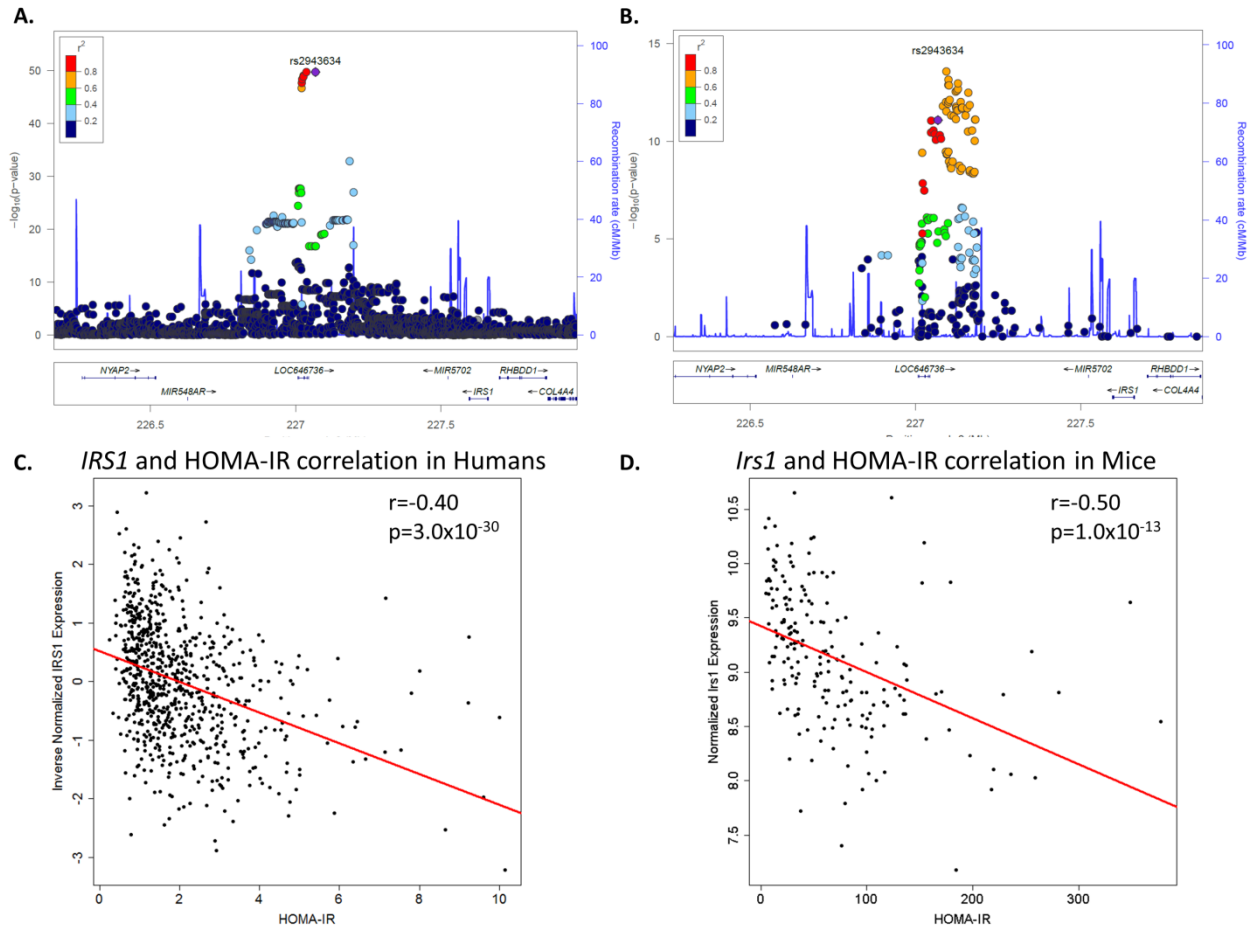 A.
r²
0.8
0.6
0.4
0.2
rs2943634
50
40
30
20
10
0
−log₁₀(p−value)
100
80
60
40
20
0
Recombination rate (cM/Mb)
NYAP2→
LOC646736→
←MIR5702
RHBDD1→
MIR548AR→
←IRS1
COL4A4
226.5
227
227.5
B.
r²
0.8
0.6
0.4
0.2
rs2943634
15
10
5
0
−log₁₀(p−value)
100
80
60
40
20
0
Recombination rate (cM/Mb)
NYAP2→
MIR548AR→
LOC646736→
←MIR5702
RHBDD1→
←IRS1
←COL4A4
226.5
227
227.5
C. IRS1 and HOMA-IR correlation in Humans
r=-0.40
p=3.0x10⁻³⁰
Inverse Normalized IRS1 Expression
3
2
1
0
-1
-2
-3
0 2 4 6 8 10
HOMA-IR
D. Irs1 and HOMA-IR correlation in Mice
r=-0.50
p=1.0x10⁻¹³
Normalized Irs1 Expression
10.5
10.0
9.5
9.0
8.5
8.0
7.5
0 100 200 300
HOMA-IR